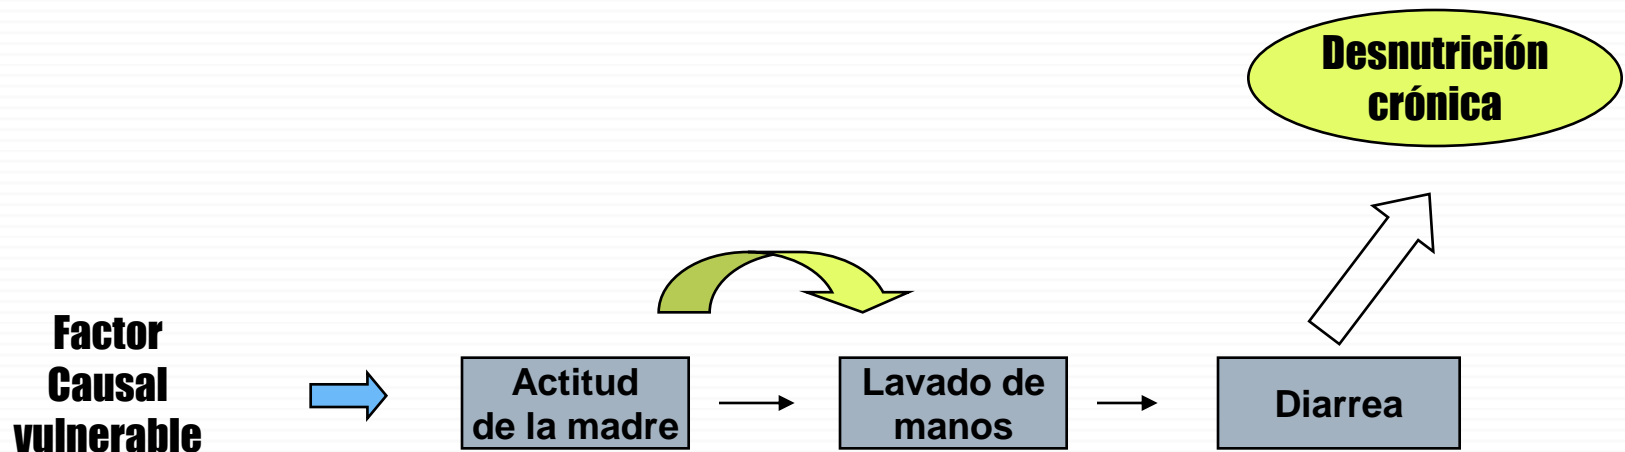 Desnutrición
crónica
Factor
Causal
vulnerable
Actitud
de la madre
Lavado de
manos
Diarrea